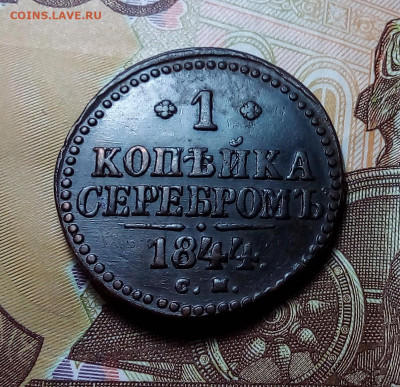 COINS.LAVE.RU
1
КОПѢЙКА
СЕРЕБРОМЪ
1844.
С. М.